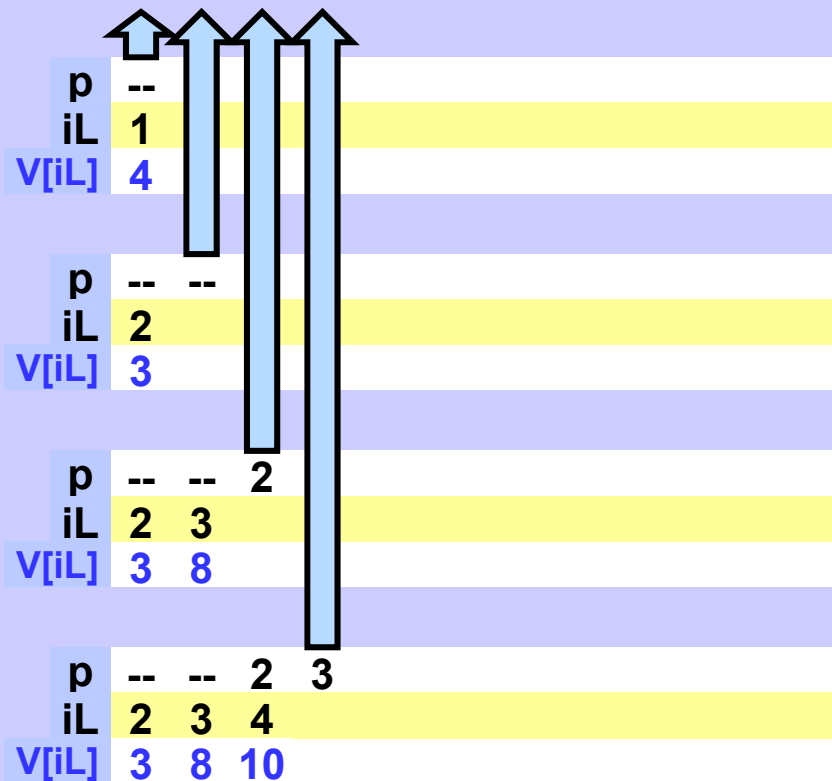 p -- 
iL 1
V[iL] 4
p -- --
iL 2
V[iL] 3
p -- -- 2
iL 2 3
V[iL] 3 8
p -- -- 2 3
iL 2 3 4
V[iL] 3 8 10